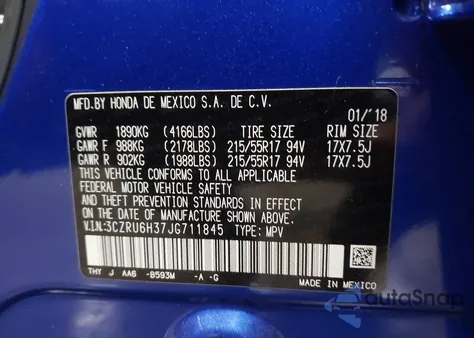 MFD.BY HONDA DE MEXICO S.A. DE C.V.
01/'18
GVWR 1890KG (4166LBS) TIRE SIZE RIM SIZE
GAWR F 988KG (2178LBS) 215/55R17 94V 17X7.5J
GAWR R 902KG (1988LBS) 215/55R17 94V 17X7.5J
THIS VEHICLE CONFORMS TO ALL APPLICABLE
FEDERAL MOTOR VEHICLE SAFETY, BUMPER
AND THEFT PREVENTION STANDARDS IN EFFECT
ON THE DATE OF MANUFACTURE SHOWN ABOVE.
V.I.N:3CZRU6H37JG711845 TYPE: MPV
THY J AA6 -B593M -A -G
MADE IN MEXICO
autoSnap